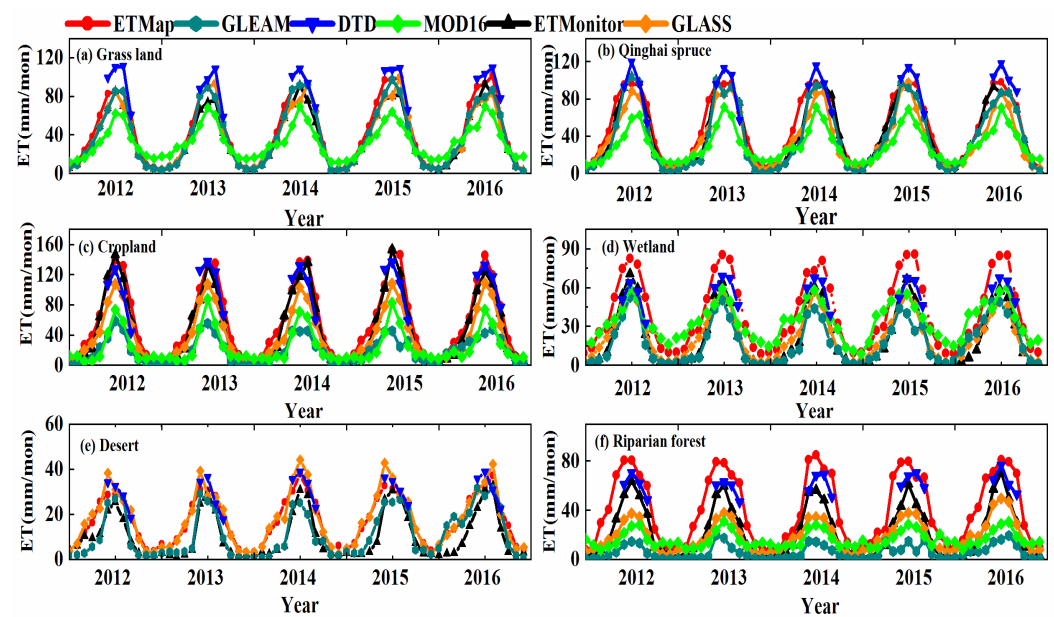 ETMap GLEAM DTD MOD16 ETMonitor GLASS
(a) Grass land
120
80
40
0
ET(mm/mon)
2012 2013 2014 2015 2016
Year
(b) Qinghai spruce
120
80
40
0
ET(mm/mon)
2012 2013 2014 2015 2016
Year
(c) Cropland
160
120
80
40
0
ET(mm/mon)
2012 2013 2014 2015 2016
Year
(d) Wetland
90
60
30
0
ET(mm/mon)
2012 2013 2014 2015 2016
Year
(e) Desert
60
40
20
0
ET(mm/mon)
2012 2013 2014 2015 2016
Year
(f) Riparian forest
80
40
0
ET(mm/mon)
2012 2013 2014 2015 2016
Year